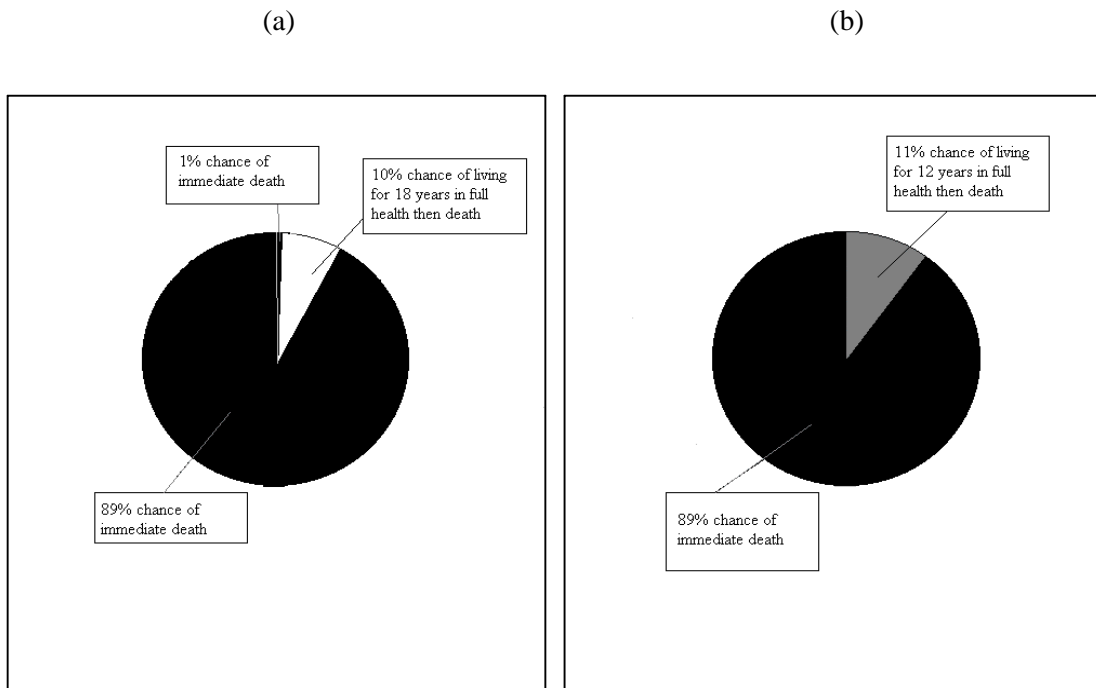 (a)
(b)
1% chance of
immediate death
10% chance of living
for 18 years in full
health then death
89% chance of
immediate death
11% chance of living
for 12 years in full
health then death
89% chance of
immediate death